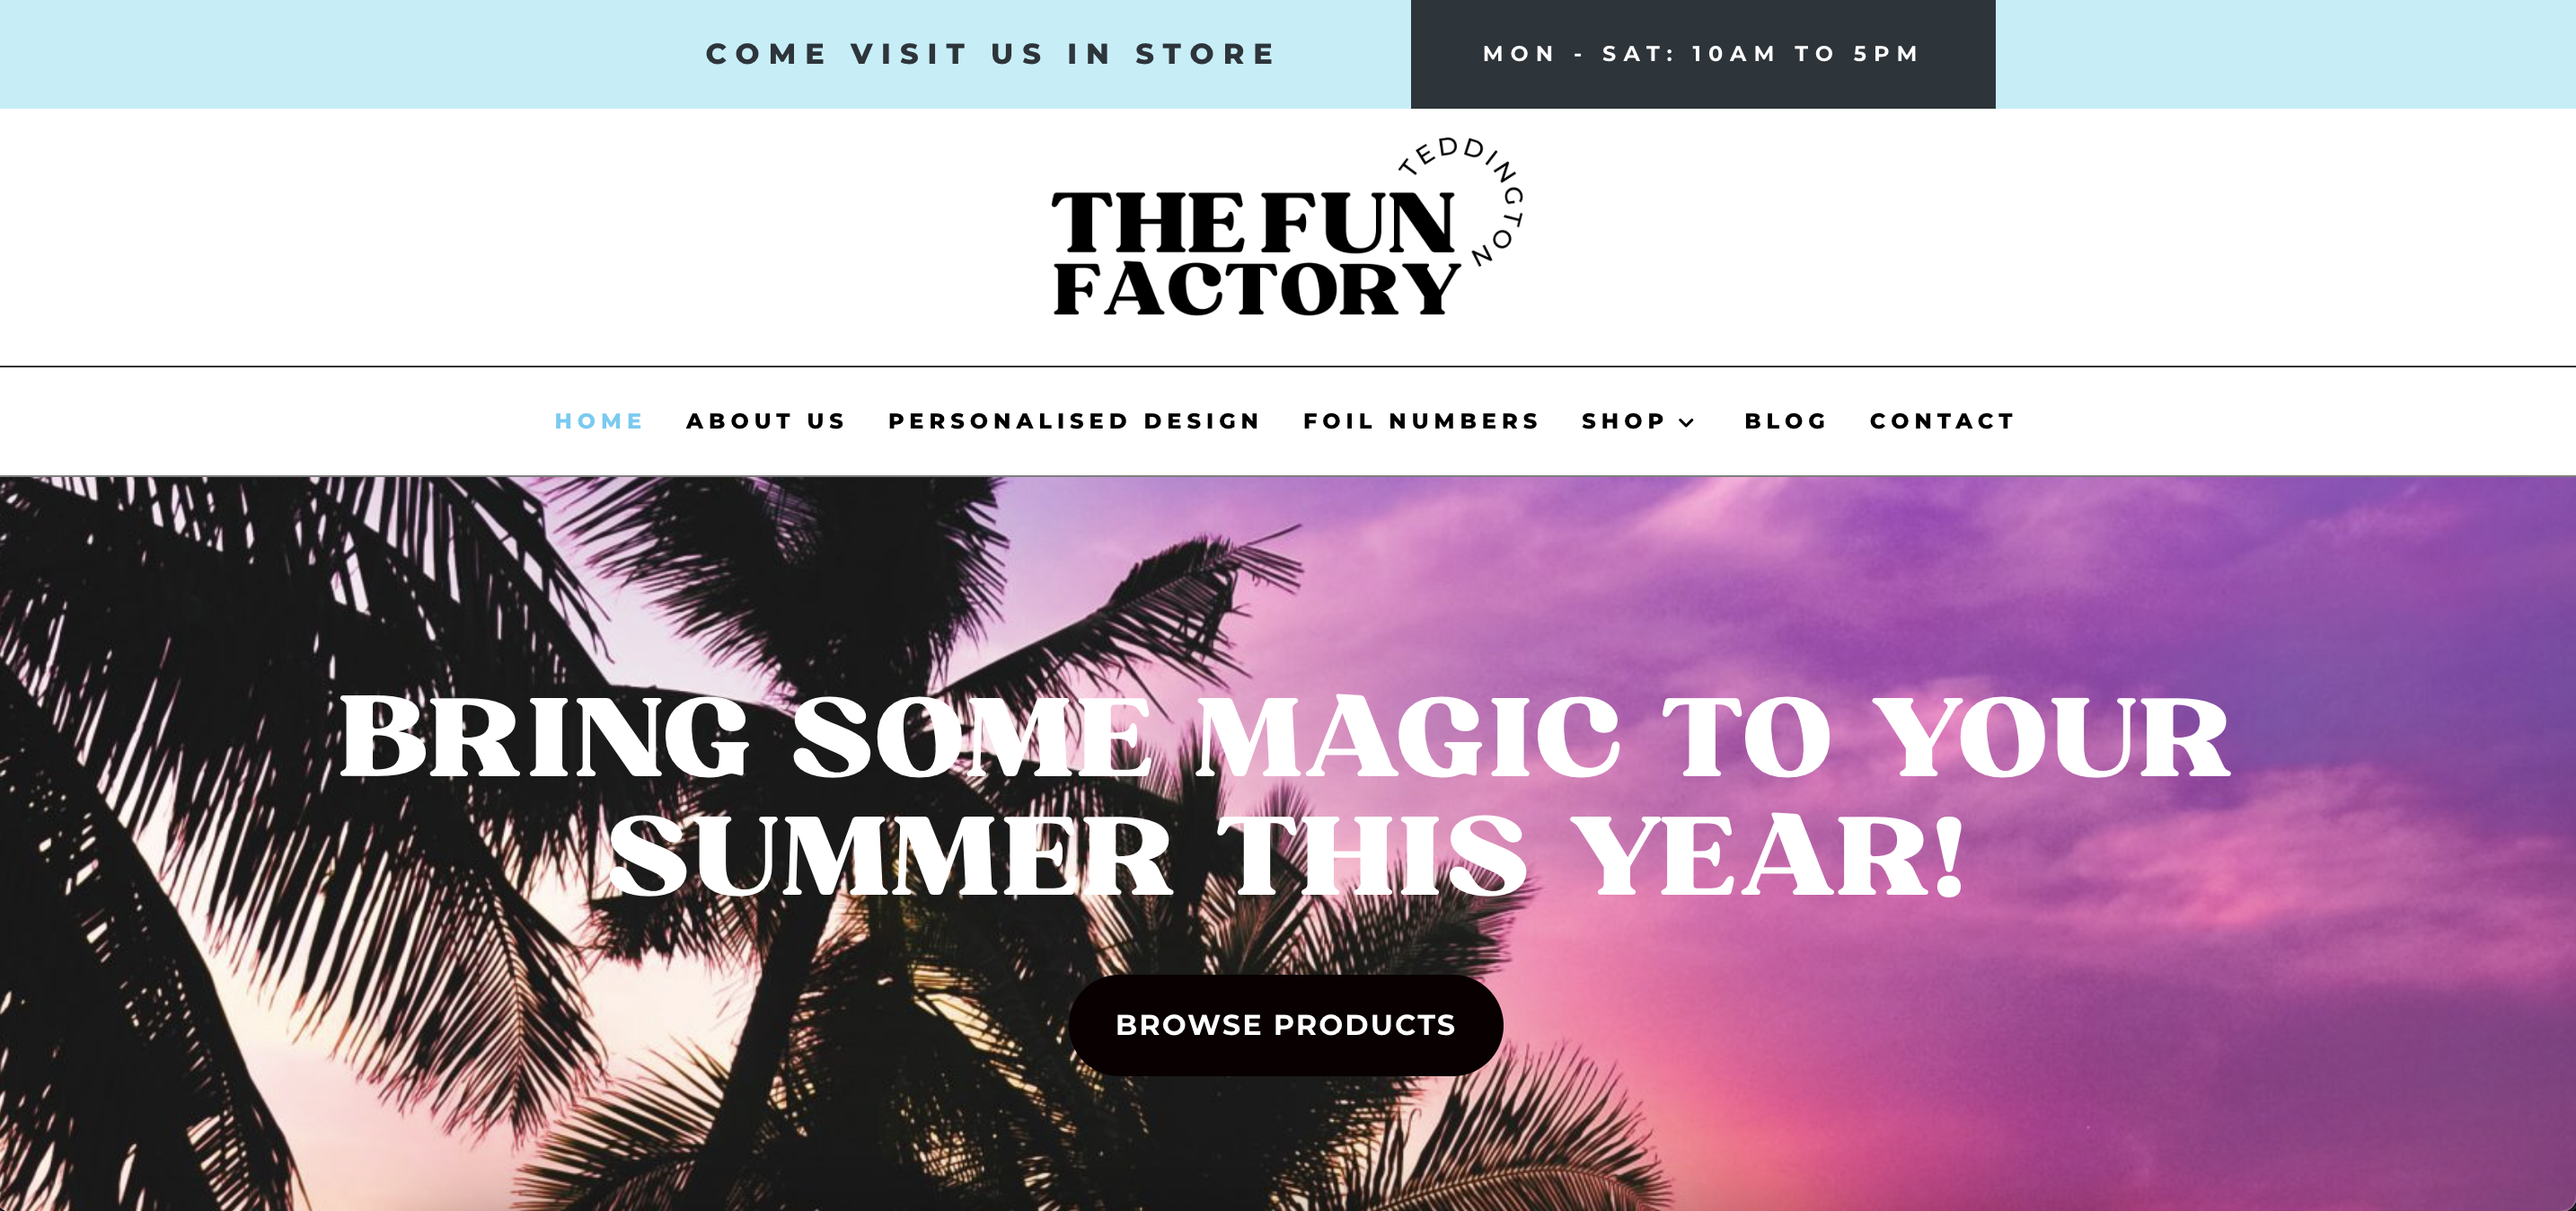 COME VISIT US IN STORE
MON - SAT: 10AM TO 5PM
TEDDINGTON
THE FUN
FACTORY
HOME ABOUT US PERSONALISED DESIGN FOIL NUMBERS SHOP BLOG CONTACT
BRING SOME MAGIC TO YOUR
SUMMER THIS YEAR!
BROWSE PRODUCTS